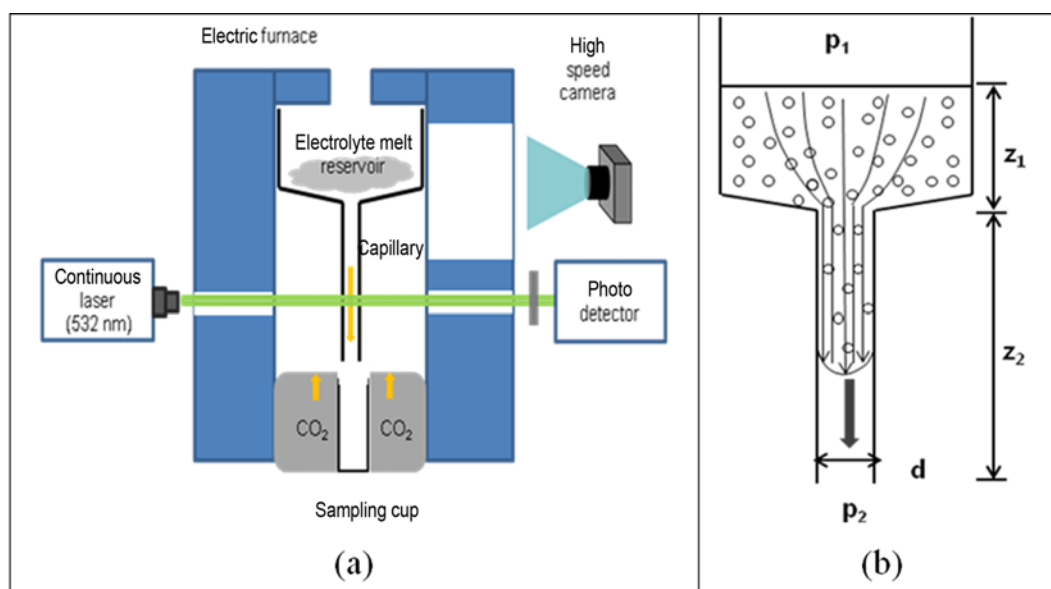 Electric furnace
High
speed
camera
Electrolyte melt
reservoir
Capillary
Continuous
laser
(532 nm)
Photo
detector
CO₂
CO₂
Sampling cup
(a)
p₁
z₁
z₂
d
p₂
(b)